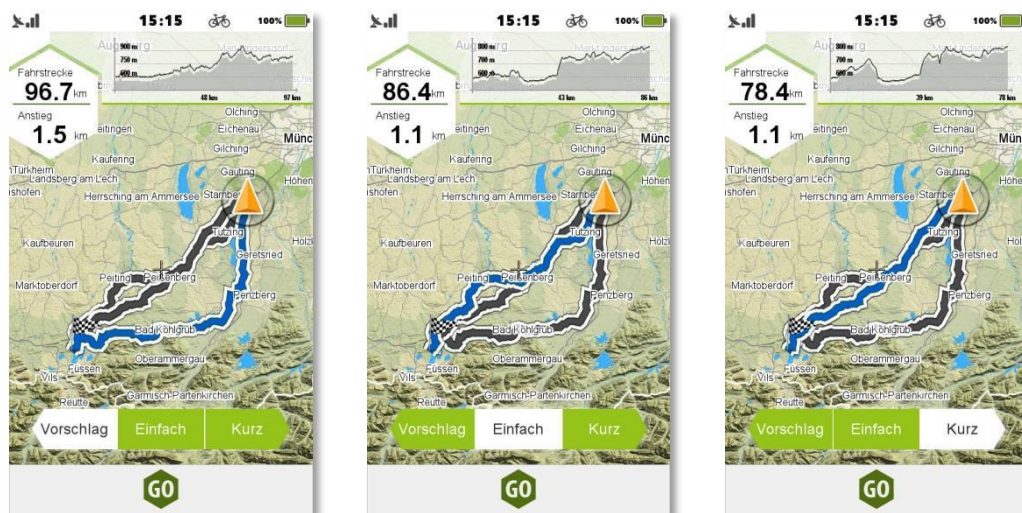 15:15 100%
Fahrstrecke
96.7 km
Anstieg
1.5 km
900 m
750 m
600 m
48 km 97 km
Olching
Eichenau
Münc
Gilching
Kaufering
Türkheim
Landsberg am Lech
Gauting
Höhen
shofen
Herrsching am Ammersee
Starnbe
Kaufbeuren
Tutzing
Geretsried
Holz
Peiting
Peißenberg
Marktoberdorf
Penzberg
Bad Kohlgrub
Oberammergau
Füssen
Vils
Garmisch-Partenkirchen
Reutte
Vorschlag Einfach Kurz
GO
15:15 100%
Fahrstrecke
86.4 km
Anstieg
1.1 km
800 m
700 m
600 m
43 km 86 km
Olching
Eichenau
Münc
Gilching
Kaufering
Türkheim
Landsberg am Lech
Gauting
Höhen
shofen
Herrsching am Ammersee
Starnbe
Kaufbeuren
Tutzing
Geretsried
Holz
Peiting
Peißenberg
Marktoberdorf
Penzberg
Bad Kohlgrub
Oberammergau
Füssen
Vils
Garmisch-Partenkirchen
Reutte
Vorschlag Einfach Kurz
GO
15:15 100%
Fahrstrecke
78.4 km
Anstieg
1.1 km
800 m
700 m
600 m
39 km 78 km
Olching
Eichenau
Münc
Gilching
Kaufering
Türkheim
Landsberg am Lech
Gauting
Höhen
shofen
Herrsching am Ammersee
Starnbe
Kaufbeuren
Tutzing
Geretsried
Holz
Peiting
Peißenberg
Marktoberdorf
Penzberg
Bad Kohlgrub
Oberammergau
Füssen
Vils
Garmisch-Partenkirchen
Reutte
Vorschlag Einfach Kurz
GO